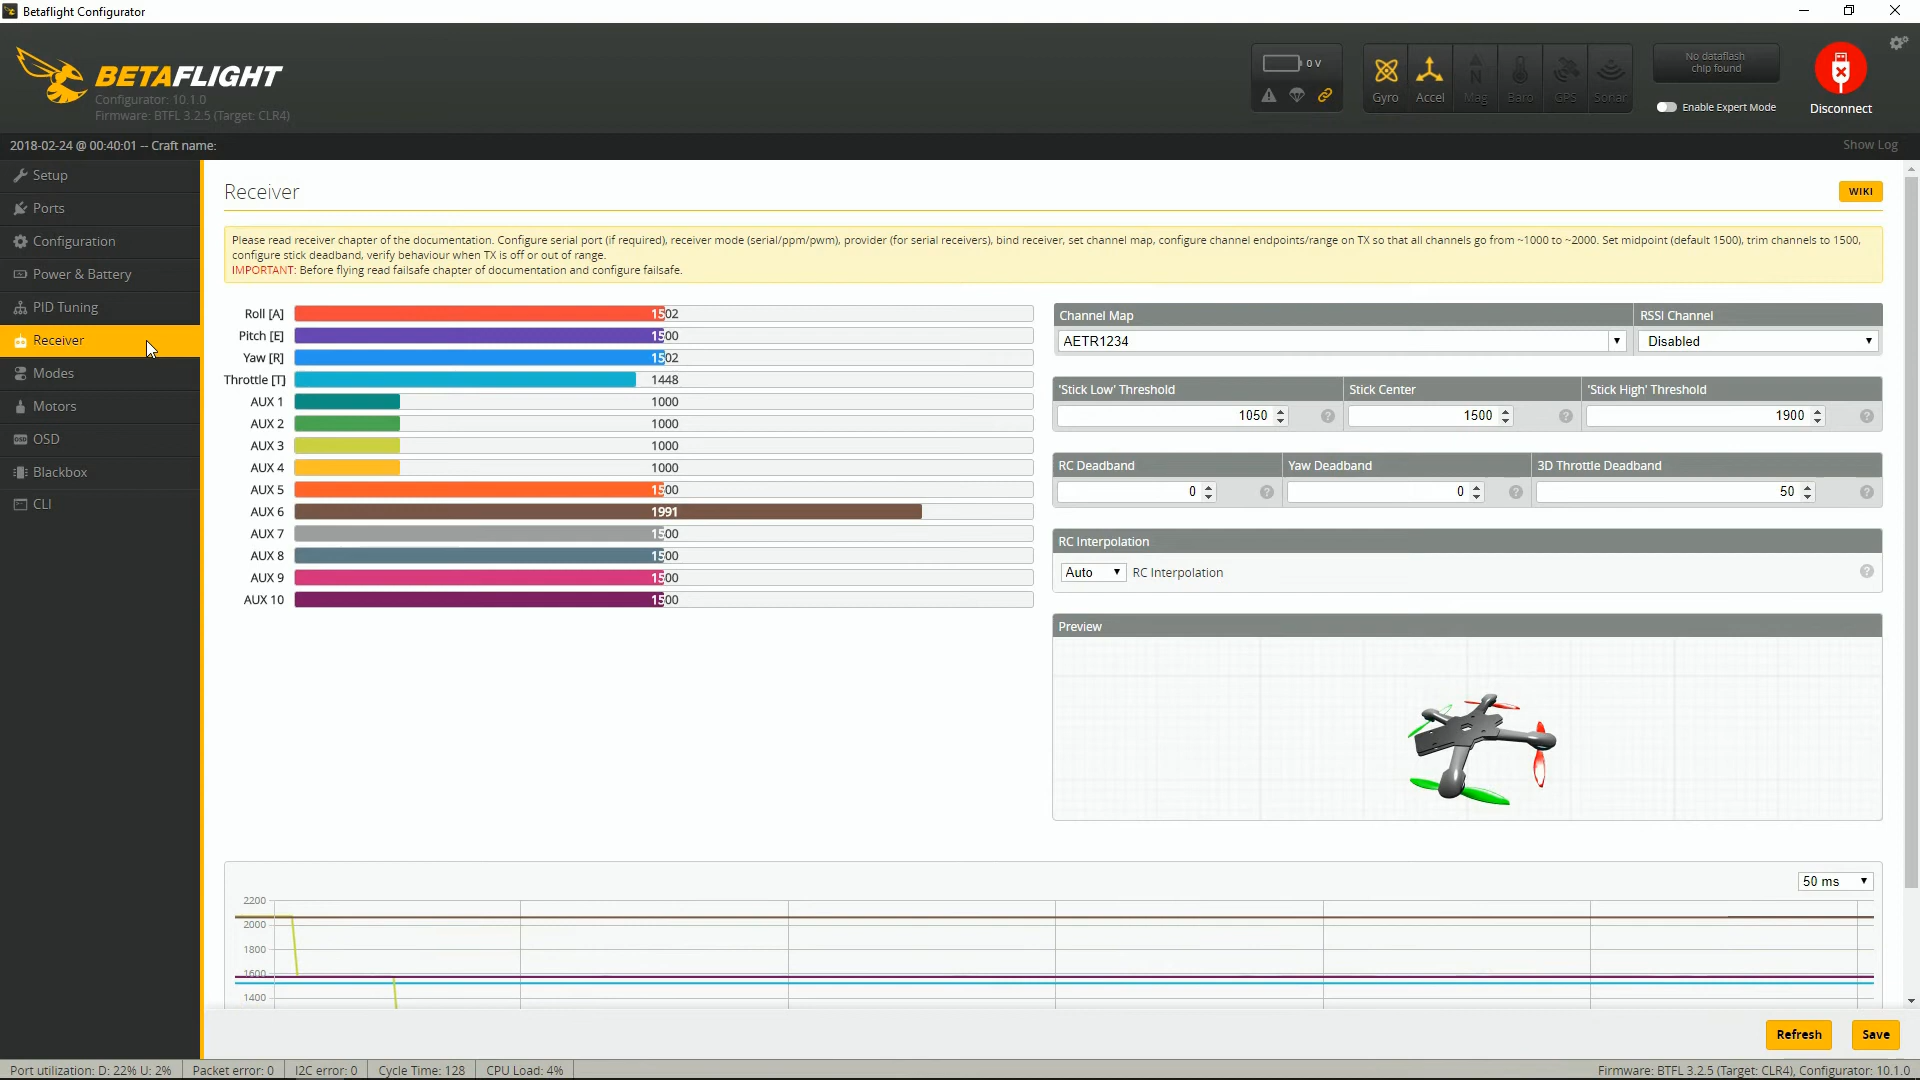 Betaflight Configurator
BETAFLIGHT
Configurator: 10.1.0
Firmware: BTFL 3.2.5 (Target: CLR4)
0 V
Gyro
Accel
Mag
Baro
GPS
Sonar
No dataflash
chip found
Enable Expert Mode
Disconnect
2018-02-24 @ 00:40:01 -- Craft name:
Show Log
Setup
Ports
Configuration
Power & Battery
PID Tuning
Receiver
Modes
Motors
OSD
Blackbox
CLI
Receiver
WIKI
Please read receiver chapter of the documentation. Configure serial port (if required), receiver mode (serial/ppm/pwm), provider (for serial receivers), bind receiver, set channel map, configure channel endpoints/range on TX so that all channels go from ~1000 to ~2000. Set midpoint (default 1500), trim channels to 1500,
configure stick deadband, verify behaviour when TX is off or out of range.
IMPORTANT: Before flying read failsafe chapter of documentation and configure failsafe.
Roll [A] 1502
Pitch [E] 1500
Yaw [R] 1502
Throttle [T] 1448
AUX 1 1000
AUX 2 1000
AUX 3 1000
AUX 4 1000
AUX 5 1500
AUX 6 1991
AUX 7 1500
AUX 8 1500
AUX 9 1500
AUX 10 1500
Channel Map RSSI Channel
AETR1234 Disabled
'Stick Low' Threshold Stick Center 'Stick High' Threshold
1050 1500 1900
RC Deadband Yaw Deadband 3D Throttle Deadband
0 0 50
RC Interpolation
Auto RC Interpolation
Preview
50 ms
2200
2000
1800
1600
1400
Refresh Save
Port utilization: D: 22% U: 2% Packet error: 0 I2C error: 0 Cycle Time: 128 CPU Load: 4% Firmware: BTFL 3.2.5 (Target: CLR4), Configurator: 10.1.0